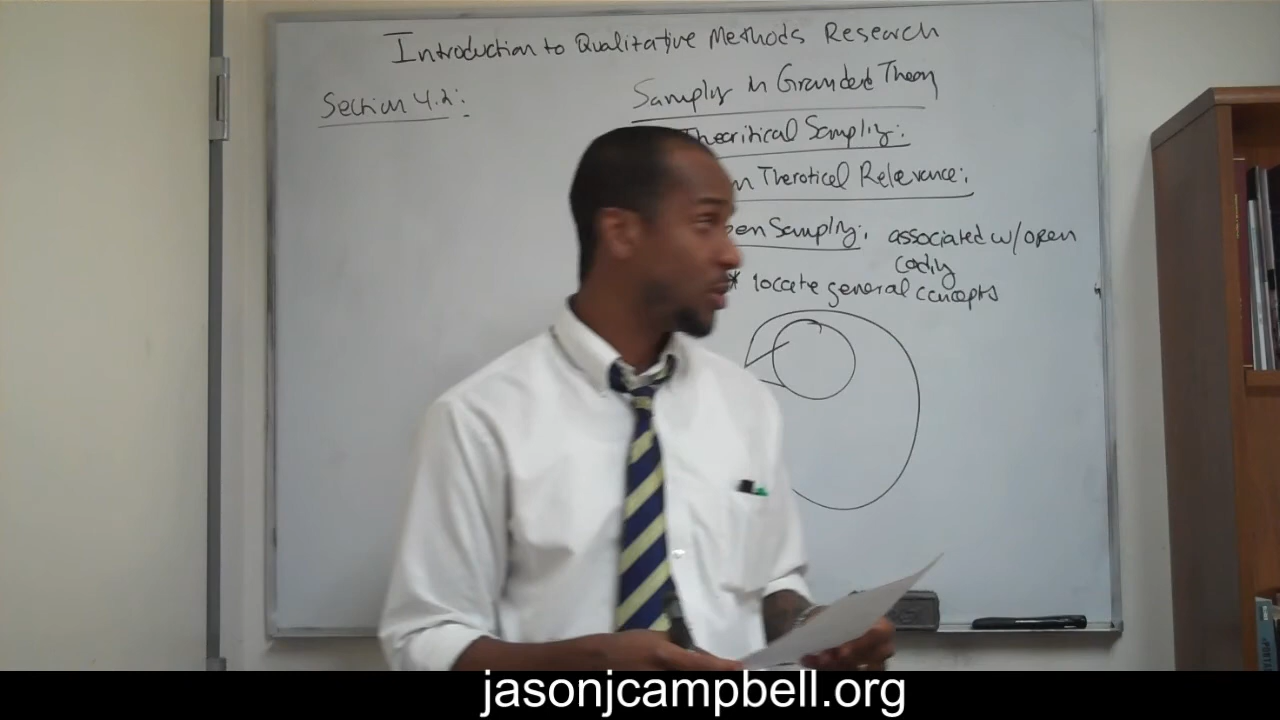 Introduction to Qualitative Methods Research
Section 4.2:
Sampling in Grounded Theory
Theoritical Sampling:
Therotical Relevance:
Sampling: associated w/open
coding
* locate general concepts
jasonjcampbell.org